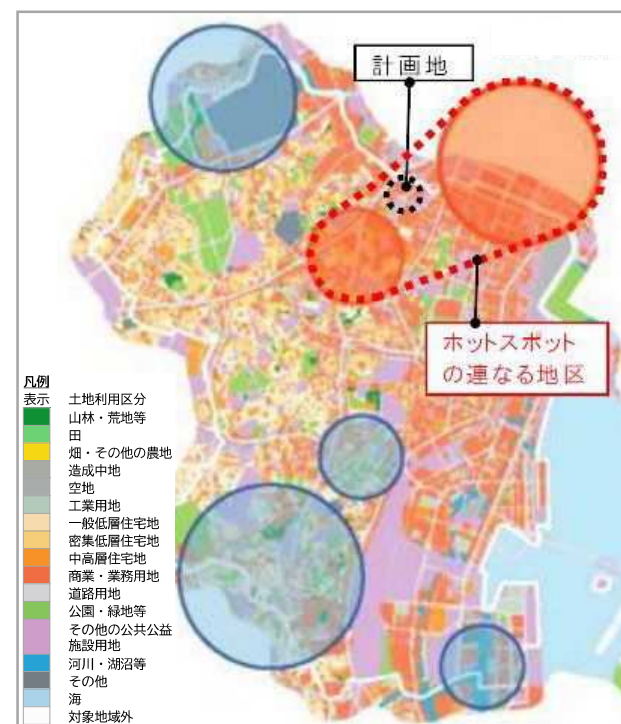 計画地
ホットスポット
の連なる地区
凡例
表示 土地利用区分
山林・荒地等
田
畑・その他の農地
造成中地
空地
工業用地
一般低層住宅地
密集低層住宅地
中高層住宅地
商業・業務用地
道路用地
公園・緑地等
その他の公共公益
施設用地
河川・湖沼等
その他
海
対象地域外